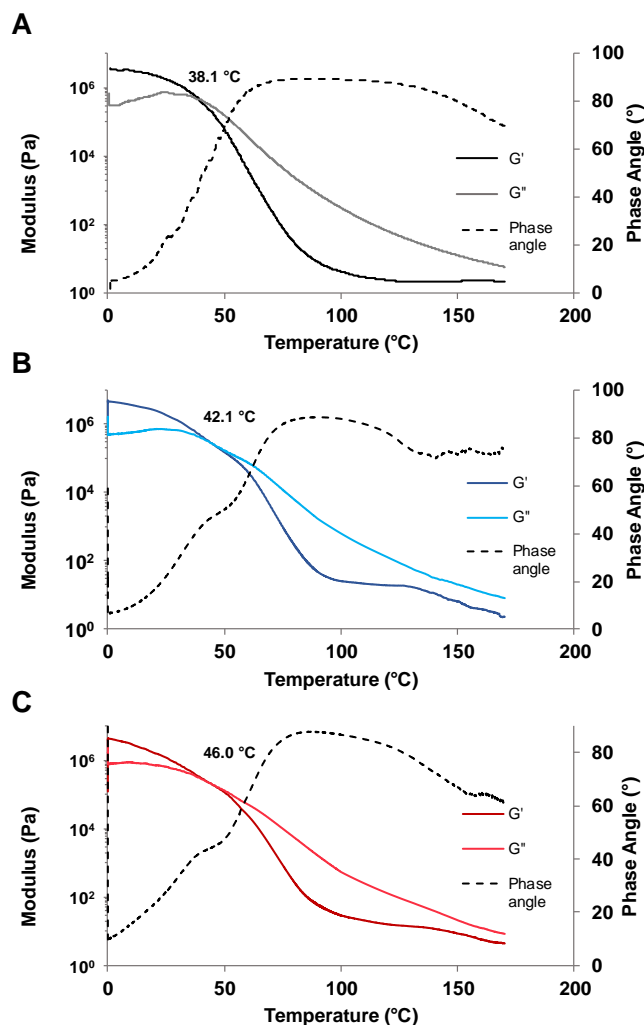 A
38.1 °C
Modulus (Pa)
10⁶
10⁴
10²
10⁰
100
80
60
40
20
0
Phase Angle (°)
G'
G"
Phase
angle
0 50 100 150 200
Temperature (°C)
B
42.1 °C
Modulus (Pa)
10⁶
10⁴
10²
10⁰
100
80
60
40
20
0
Phase Angle (°)
G'
G"
Phase
angle
0 50 100 150 200
Temperature (°C)
C
46.0 °C
Modulus (Pa)
10⁶
10⁴
10²
10⁰
80
60
40
20
0
Phase Angle (°)
G'
G"
Phase
angle
0 50 100 150 200
Temperature (°C)